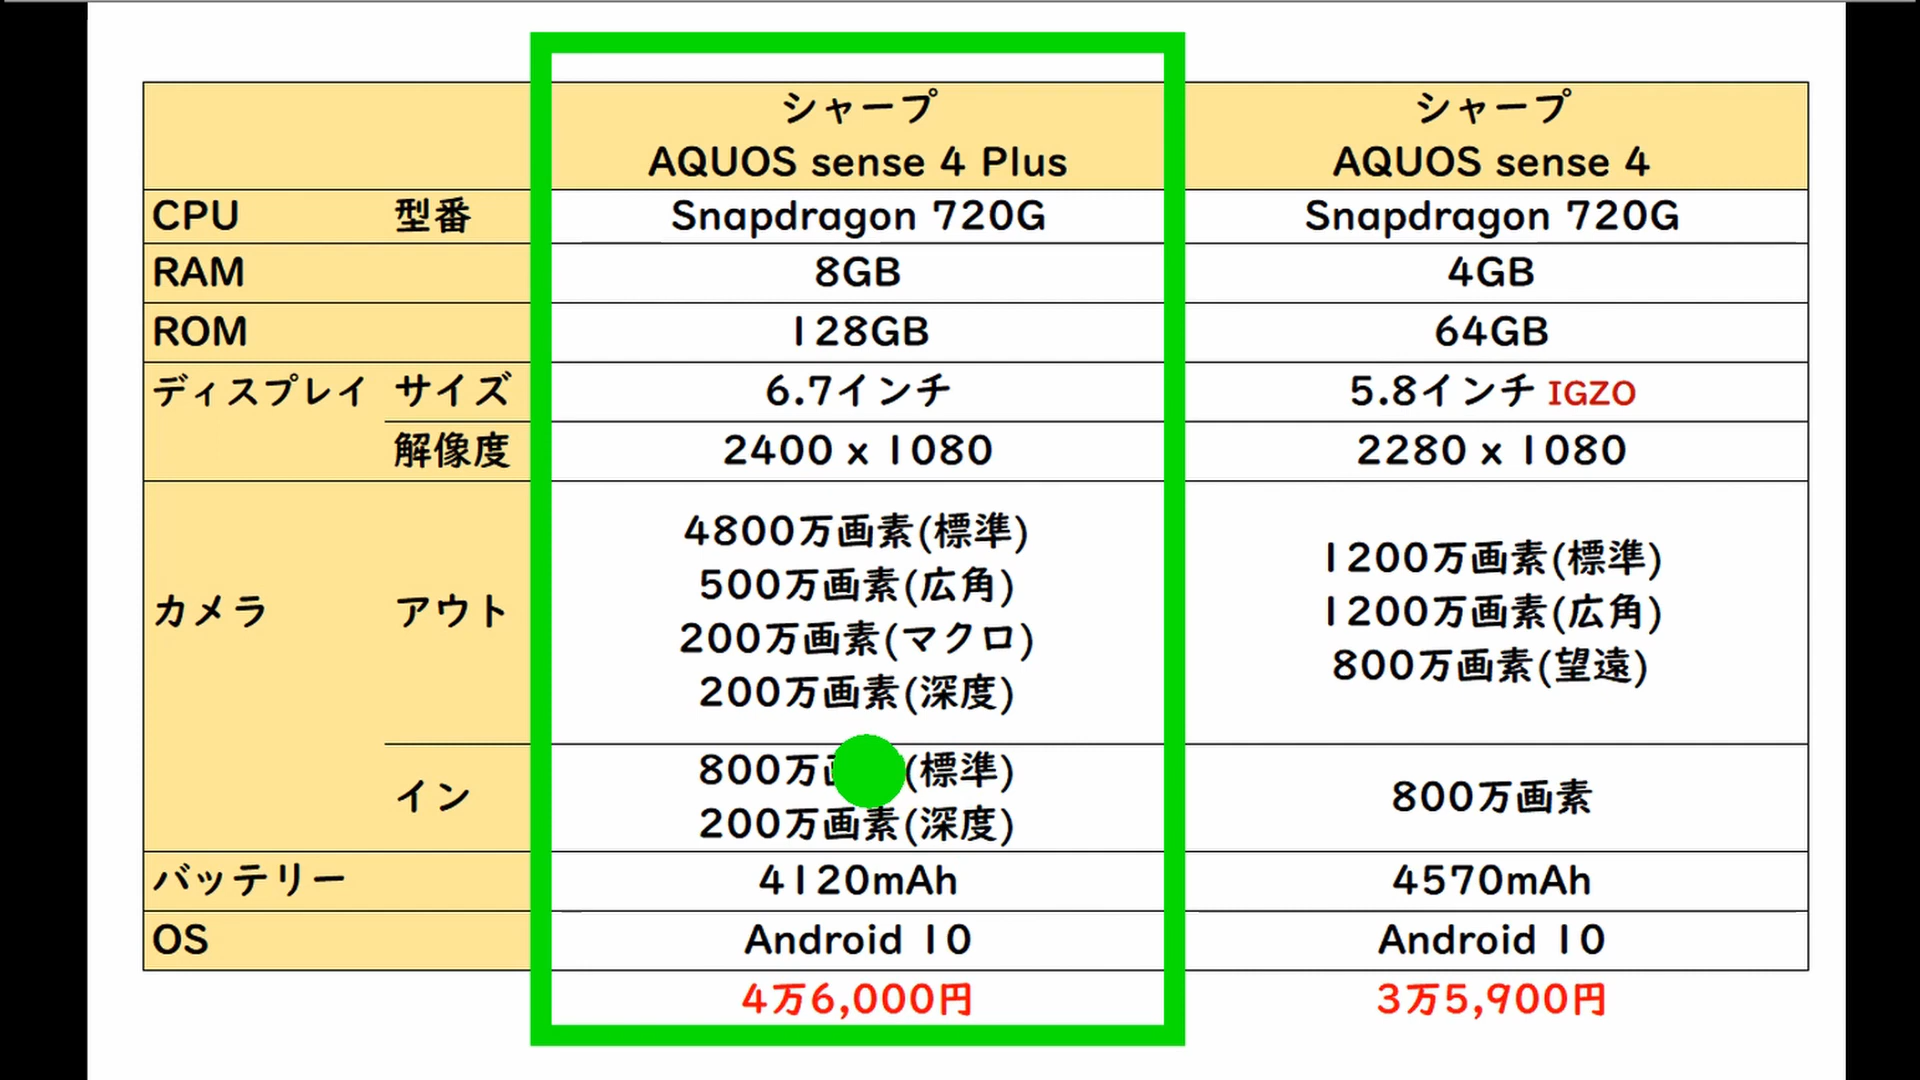 シャープ
AQUOS sense 4 Plus
シャープ
AQUOS sense 4
CPU 型番 Snapdragon 720G Snapdragon 720G
RAM 8GB 4GB
ROM 128GB 64GB
ディスプレイ サイズ 6.7インチ 5.8インチ IGZO
解像度 2400 x 1080 2280 x 1080
カメラ アウト
4800万画素(標準)
500万画素(広角)
200万画素(マクロ)
200万画素(深度)
1200万画素(標準)
1200万画素(広角)
800万画素(望遠)
イン
800万 (標準)
200万画素(深度)
800万画素
バッテリー 4120mAh 4570mAh
OS Android 10 Android 10
4万6,000円 3万5,900円